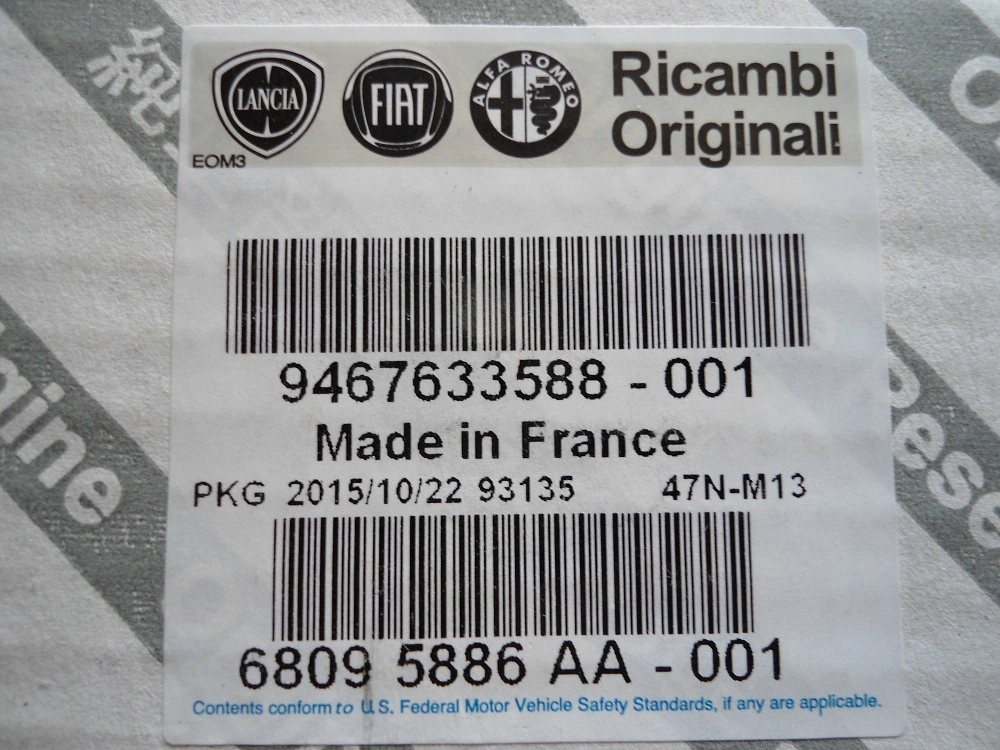 LANCIA FIAT ALFA ROMEO
Ricambi
Originali
EOM3
9467633588 - 001
Made in France
PKG 2015/10/22 93135 47N-M13
6809 5886 AA - 001
Contents conform to U.S. Federal Motor Vehicle Safety Standards, if any are applicable.